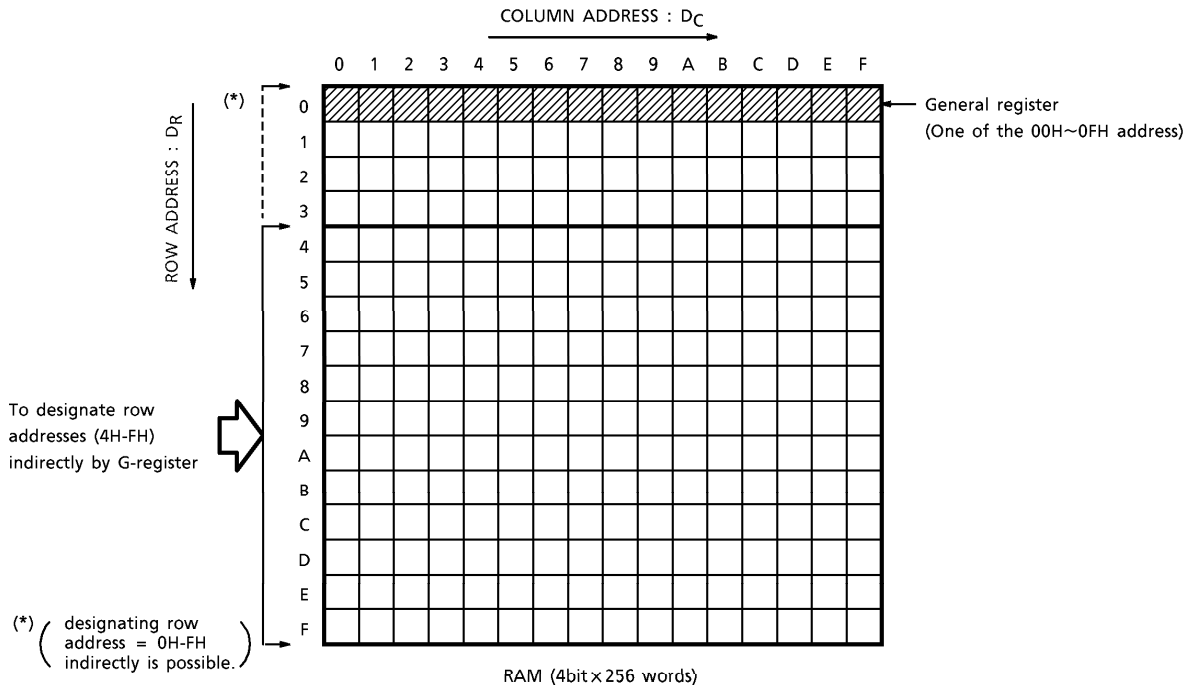 COLUMN ADDRESS : DC
0 1 2 3 4 5 6 7 8 9 A B C D E F
(*)
ROW ADDRESS : DR
0
1
2
3
4
5
6
7
8
9
A
B
C
D
E
F
General register
(One of the 00H~0FH address)
To designate row
addresses (4H-FH)
indirectly by G-register
(*) ( designating row
address = 0H-FH
indirectly is possible. )
RAM (4bit×256 words)